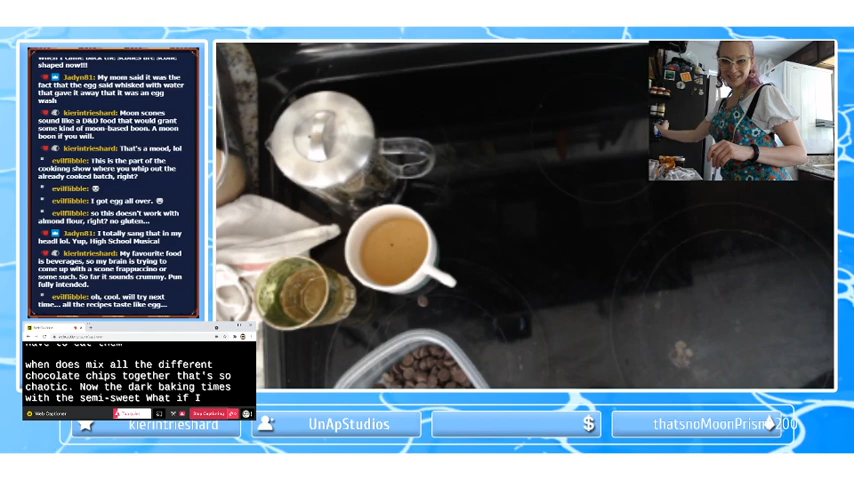 when I came back the scones are scone
shaped now!!!
Jadyn81: My mom said it was the
fact that the egg said whisked with water
that gave it away that it was an egg
wash
kierintrieshard: Moon scones
sound like a D&D food that would grant
some kind of moon-based boon. A moon
boon if you will.
kierintrieshard: That's a mood, lol
evilflibble: This is the part of the
cooking show where you whip out the
already cooked batch, right?
evilflibble:
evilflibble: I got egg all over.
evilflibble: so this doesn't work with
almond flour, right? no gluten...
Jadyn81: I totally sang that in my
head! lol. Yup, High School Musical
kierintrieshard: My favourite food
is beverages, so my brain is trying to
come up with a scone frappuccino or
some such. So far it sounds crummy. Pun
fully intended.
evilflibble: oh, cool. will try next
time... all the recipes taste like egg...
Web Captioner
have to eat them
when does mix all the different
chocolate chips together that's so
chaotic. Now the dark baking times
with the semi-sweet What if I
Web Captioner
Stop Captioning
kierintrieshard
UnApStudios
$
thatsnoMoonPrism 200